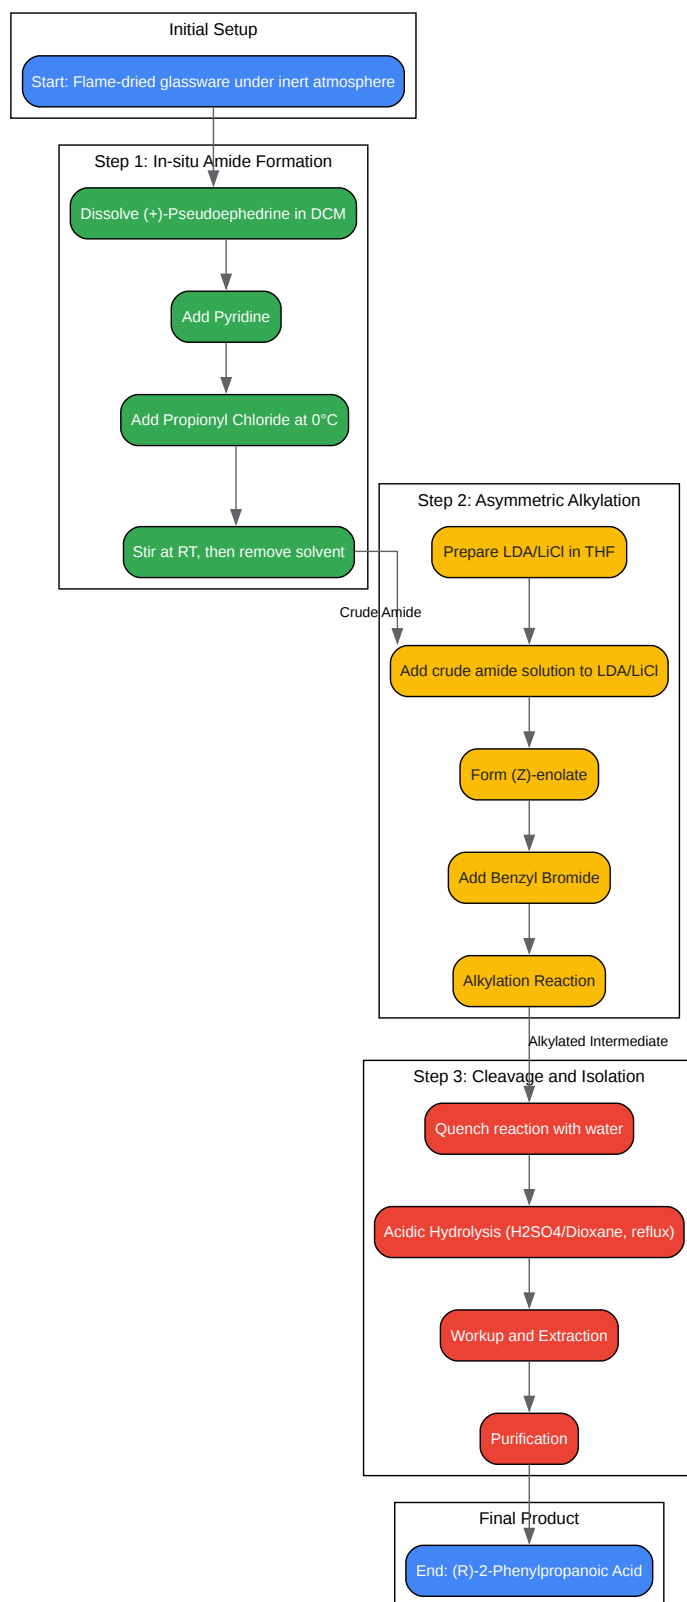 Initial Setup
Start: Flame-dried glassware under inert atmosphere
Step 1: In-situ Amide Formation
Dissolve (+)-Pseudoephedrine in DCM
Add Pyridine
Add Propionyl Chloride at 0°C
Stir at RT, then remove solvent
Crude Amide
Step 2: Asymmetric Alkylation
Prepare LDA/LiCl in THF
Add crude amide solution to LDA/LiCl
Form (Z)-enolate
Add Benzyl Bromide
Alkylation Reaction
Alkylated Intermediate
Step 3: Cleavage and Isolation
Quench reaction with water
Acidic Hydrolysis (H2SO4/Dioxane, reflux)
Workup and Extraction
Purification
Final Product
End: (R)-2-Phenylpropanoic Acid